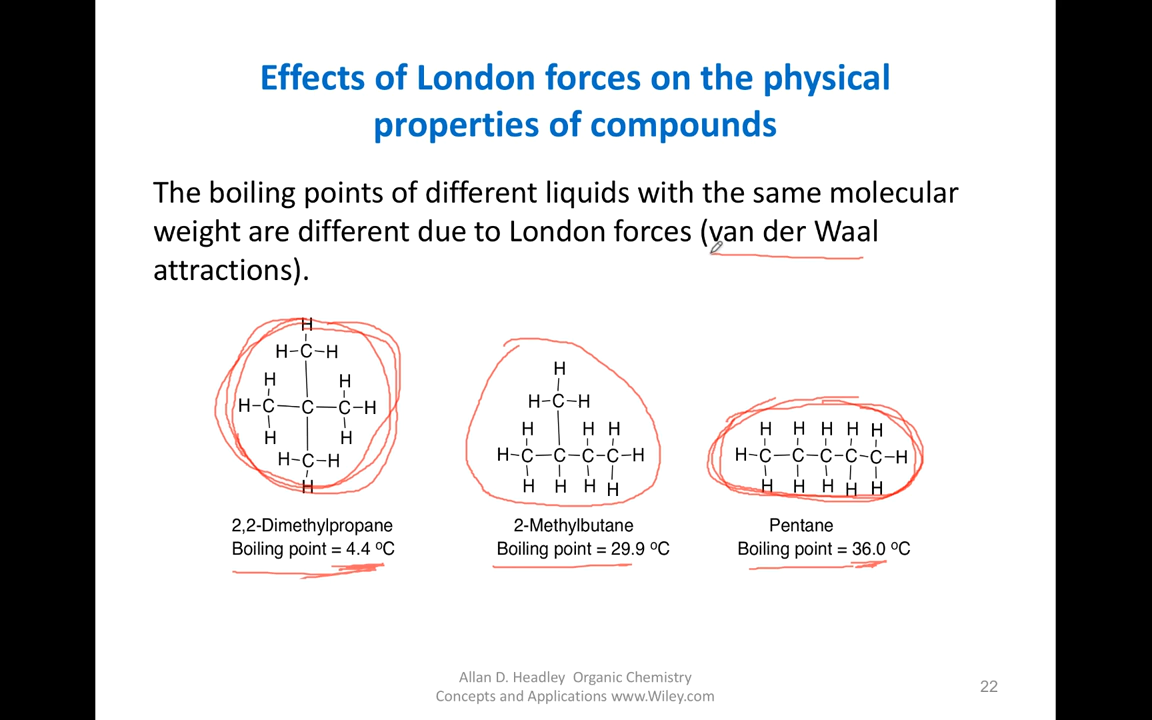 Effects of London forces on the physical
properties of compounds
The boiling points of different liquids with the same molecular
weight are different due to London forces (van der Waal
attractions).
H
H-C-H
H H
H-C-C-C-H
H H
H-C-H
H
2,2-Dimethylpropane
Boiling point = 4.4 ºC
H
H-C-H
H H H
H-C-C-C-C-H
H H H H
2-Methylbutane
Boiling point = 29.9 ºC
H H H H H
H-C-C-C-C-C-H
H H H H H
Pentane
Boiling point = 36.0 ºC
Allan D. Headley Organic Chemistry
Concepts and Applications www.Wiley.com
22